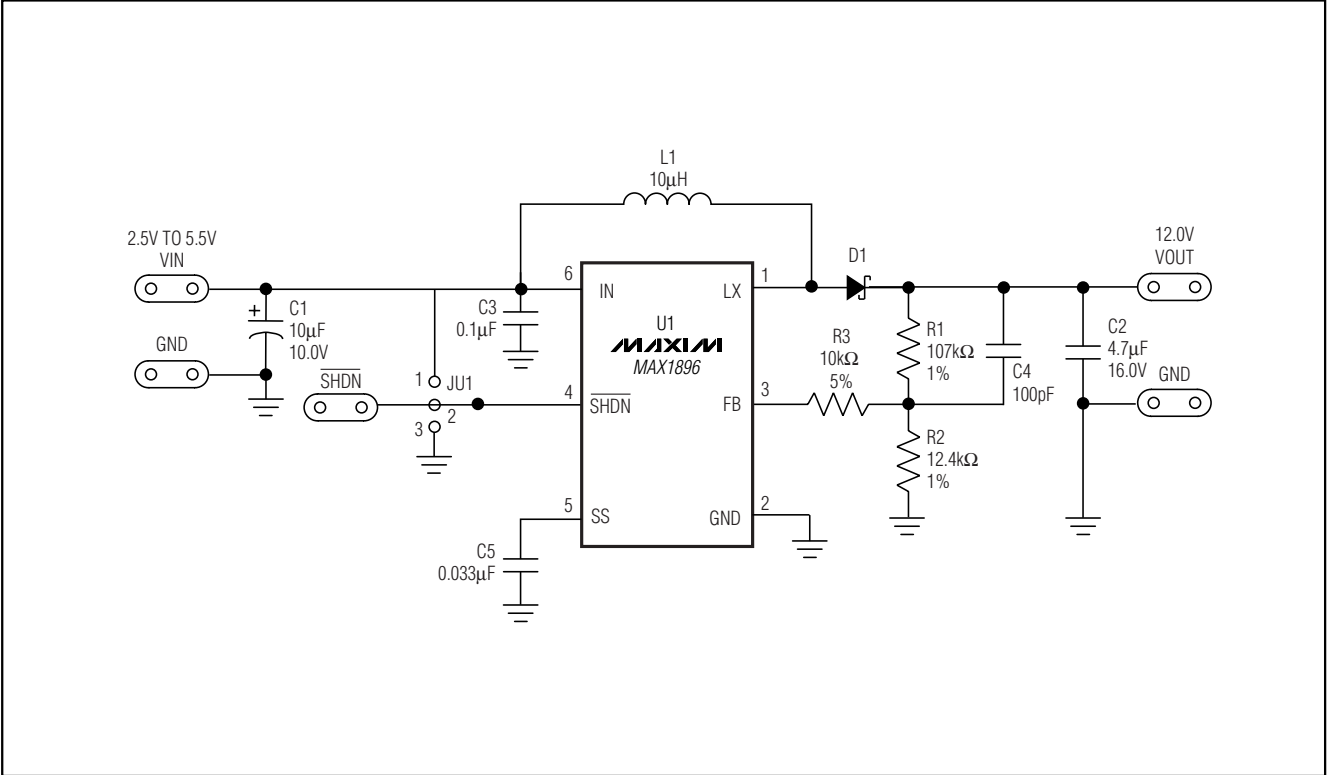 L1
10μH
2.5V TO 5.5V
VIN
12.0V
VOUT
D1
6
IN
1
LX
C1
+
10μF
10.0V
C3
0.1μF
U1
MAXIM
MAX1896
R3
10kΩ
5%
R1
107kΩ
1%
C4
100pF
C2
4.7μF
16.0V
GND
GND
SHDN
1
JU1
2
3
4
SHDN
3
FB
R2
12.4kΩ
1%
5
SS
2
GND
C5
0.033μF